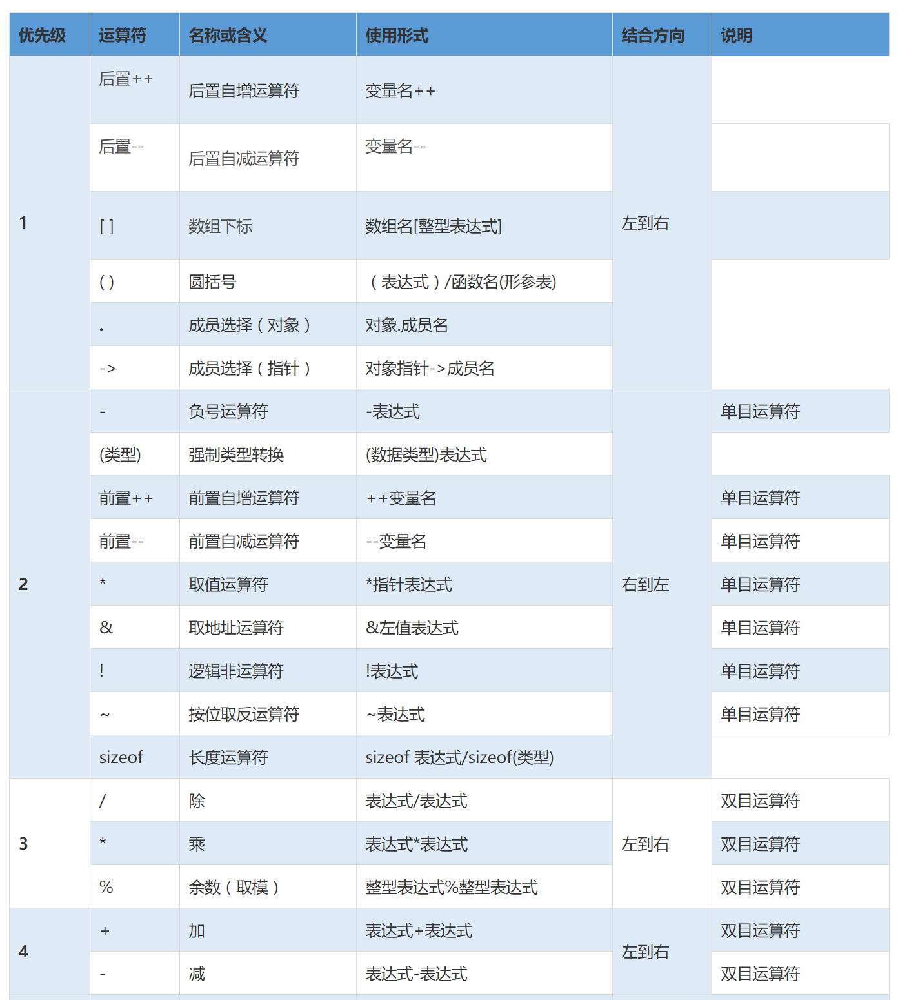 优先级 运算符 名称或含义 使用形式 结合方向 说明
1 后置++ 后置自增运算符 变量名++ 左到右
后置-- 后置自减运算符 变量名--
[ ] 数组下标 数组名[整型表达式]
( ) 圆括号 （表达式）/函数名(形参表)
. 成员选择（对象） 对象.成员名
-> 成员选择（指针） 对象指针->成员名
2 - 负号运算符 -表达式 右到左 单目运算符
(类型) 强制类型转换 (数据类型)表达式
前置++ 前置自增运算符 ++变量名 单目运算符
前置-- 前置自减运算符 --变量名 单目运算符
* 取值运算符 *指针表达式 单目运算符
& 取地址运算符 &左值表达式 单目运算符
! 逻辑非运算符 !表达式 单目运算符
~ 按位取反运算符 ~表达式 单目运算符
sizeof 长度运算符 sizeof 表达式/sizeof(类型)
3 / 除 表达式/表达式 左到右 双目运算符
* 乘 表达式*表达式 双目运算符
% 余数（取模） 整型表达式%整型表达式 双目运算符
4 + 加 表达式+表达式 左到右 双目运算符
- 减 表达式-表达式 双目运算符